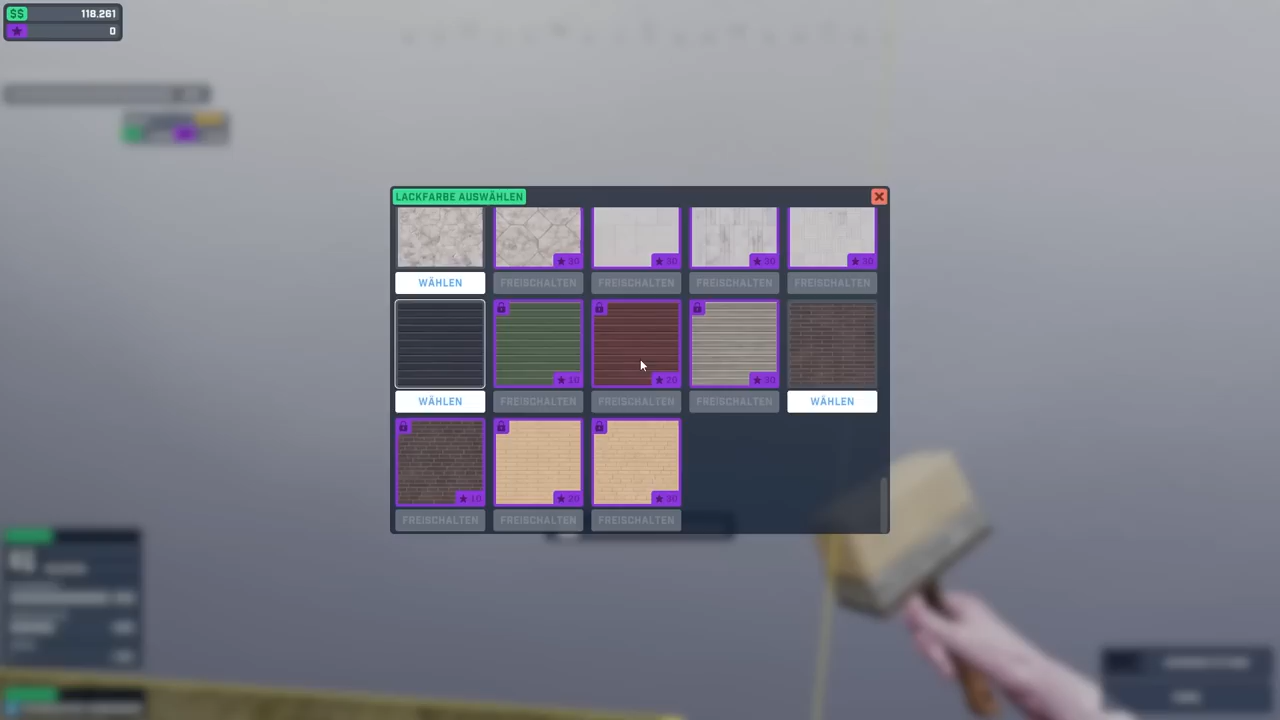 $$ 118.261
0
LACKFARBE AUSWÄHLEN
30 30 30 30
WÄHLEN FREISCHALTEN FREISCHALTEN FREISCHALTEN FREISCHALTEN
10 20 30
WÄHLEN FREISCHALTEN FREISCHALTEN FREISCHALTEN WÄHLEN
10 20 30
FREISCHALTEN FREISCHALTEN FREISCHALTEN